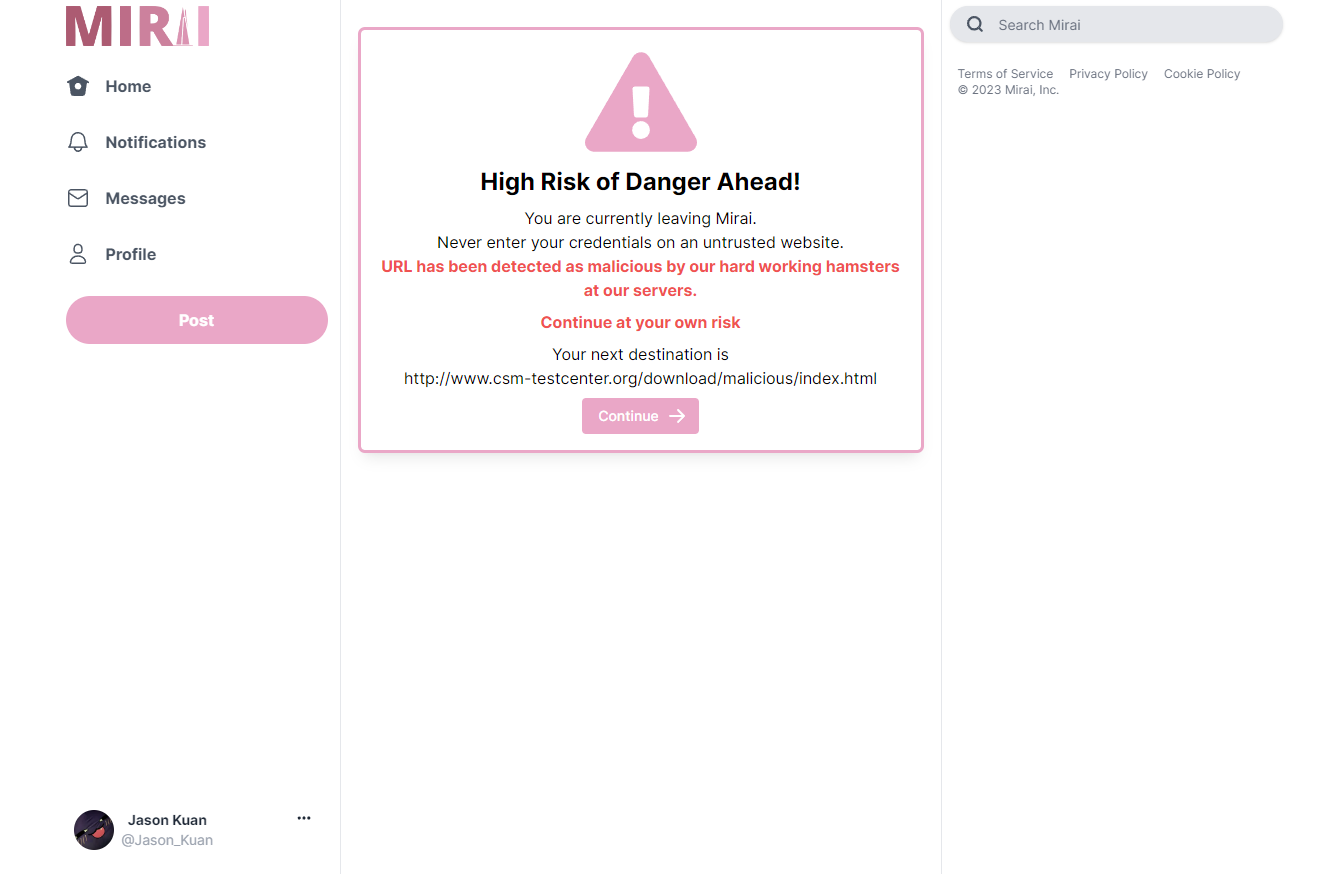 MIRAI
Home
Notifications
Messages
Profile
Post
Jason Kuan
@Jason_Kuan
High Risk of Danger Ahead!
You are currently leaving Mirai.
Never enter your credentials on an untrusted website.
URL has been detected as malicious by our hard working hamsters
at our servers.
Continue at your own risk
Your next destination is
http://www.csm-testcenter.org/download/malicious/index.html
Continue
Search Mirai
Terms of Service Privacy Policy Cookie Policy
© 2023 Mirai, Inc.